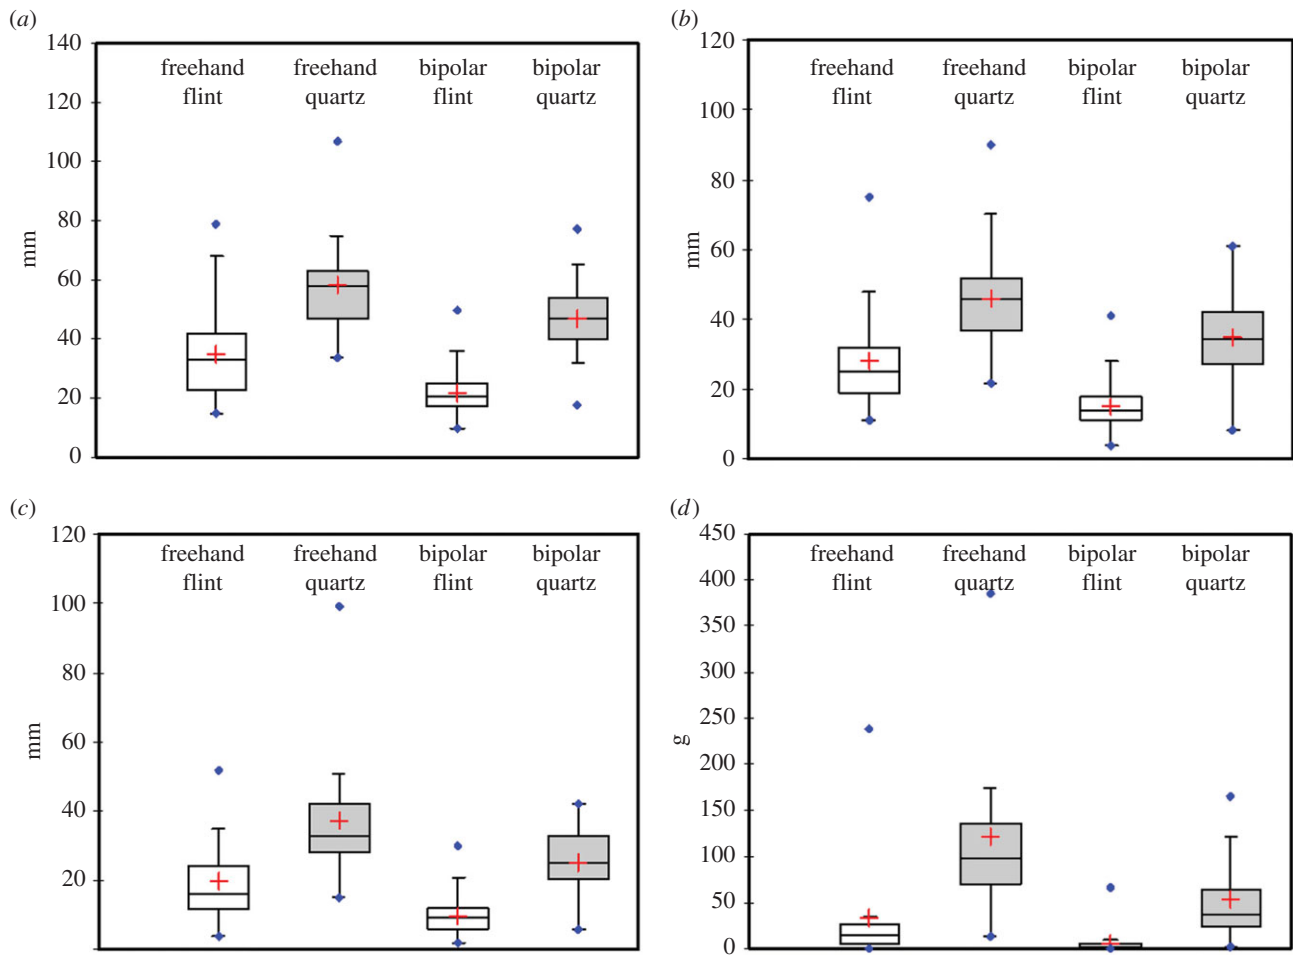 (a)
140
120
100
80
60
40
20
0
mm
freehand flint
freehand quartz
bipolar flint
bipolar quartz
(b)
120
100
80
60
40
20
0
mm
freehand flint
freehand quartz
bipolar flint
bipolar quartz
(c)
120
100
80
60
40
20
mm
freehand flint
freehand quartz
bipolar flint
bipolar quartz
(d)
450
400
350
300
250
200
150
100
50
0
g
freehand flint
freehand quartz
bipolar flint
bipolar quartz